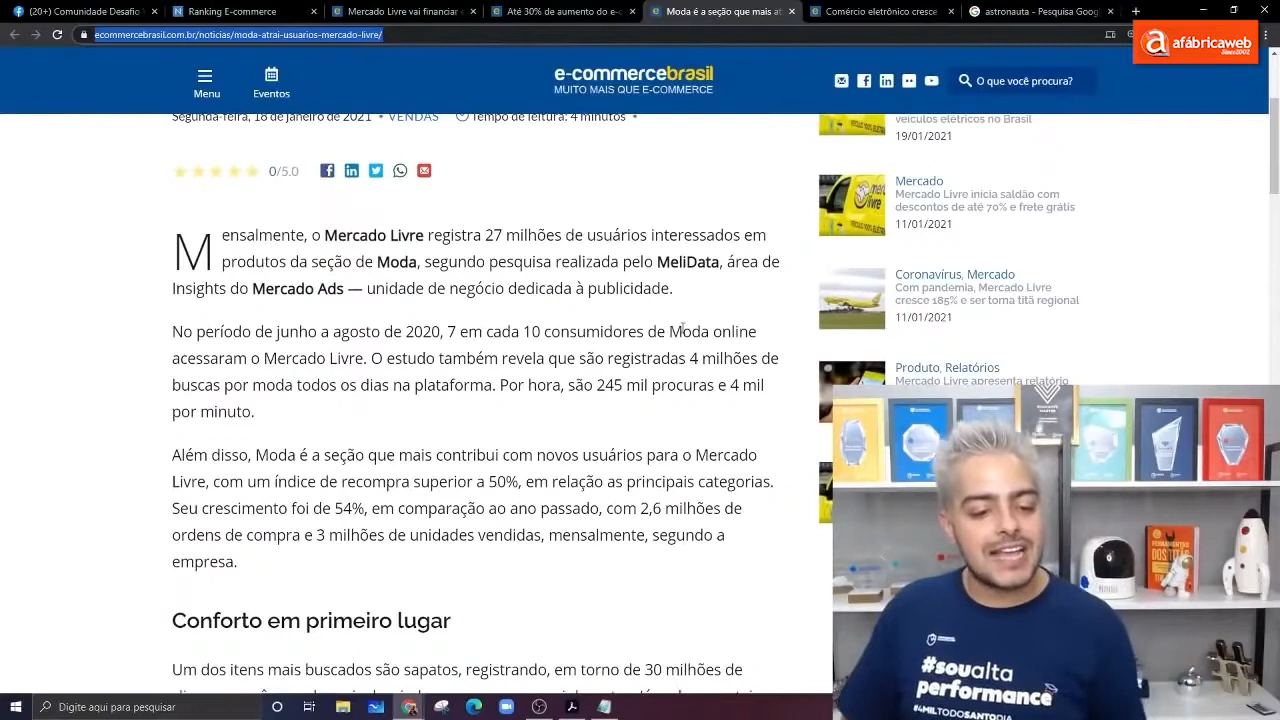 (20+) Comunidade Desafio
Ranking E-commerce
Mercado Livre vai financiar
Até 30% de aumento do e-c
Moda é a seção que mais at
Comércio eletrônico cresce
astronauta - Pesquisa Goog
ecommercebrasil.com.br/noticias/moda-atrai-usuarios-mercado-livre/
afábricaweb
Since2002
Menu
Eventos
e-commercebrasil
MUITO MAIS QUE E-COMMERCE
O que você procura?
Segunda-feira, 18 de janeiro de 2021 • VENDAS Tempo de leitura: 4 minutos •
0/5.0
Mensalmente, o Mercado Livre registra 27 milhões de usuários interessados em
produtos da seção de Moda, segundo pesquisa realizada pelo MeliData, área de
Insights do Mercado Ads — unidade de negócio dedicada à publicidade.
No período de junho a agosto de 2020, 7 em cada 10 consumidores de Moda online
acessaram o Mercado Livre. O estudo também revela que são registradas 4 milhões de
buscas por moda todos os dias na plataforma. Por hora, são 245 mil procuras e 4 mil
por minuto.
Além disso, Moda é a seção que mais contribui com novos usuários para o Mercado
Livre, com um índice de recompra superior a 50%, em relação as principais categorias.
Seu crescimento foi de 54%, em comparação ao ano passado, com 2,6 milhões de
ordens de compra e 3 milhões de unidades vendidas, mensalmente, segundo a
empresa.
Conforto em primeiro lugar
Um dos itens mais buscados são sapatos, registrando, em torno de 30 milhões de
veículos elétricos no Brasil
19/01/2021
Mercado
Mercado Livre inicia saldão com
descontos de até 70% e frete grátis
11/01/2021
Coronavírus, Mercado
Com pandemia, Mercado Livre
cresce 185% e se torna titã regional
11/01/2021
Produto, Relatórios
Mercado Livre apresenta relatório
FERRAMENTAS
DOS TITÃS
#soualta
performance
#4MILTODOSANTODIA
Digite aqui para pesquisar